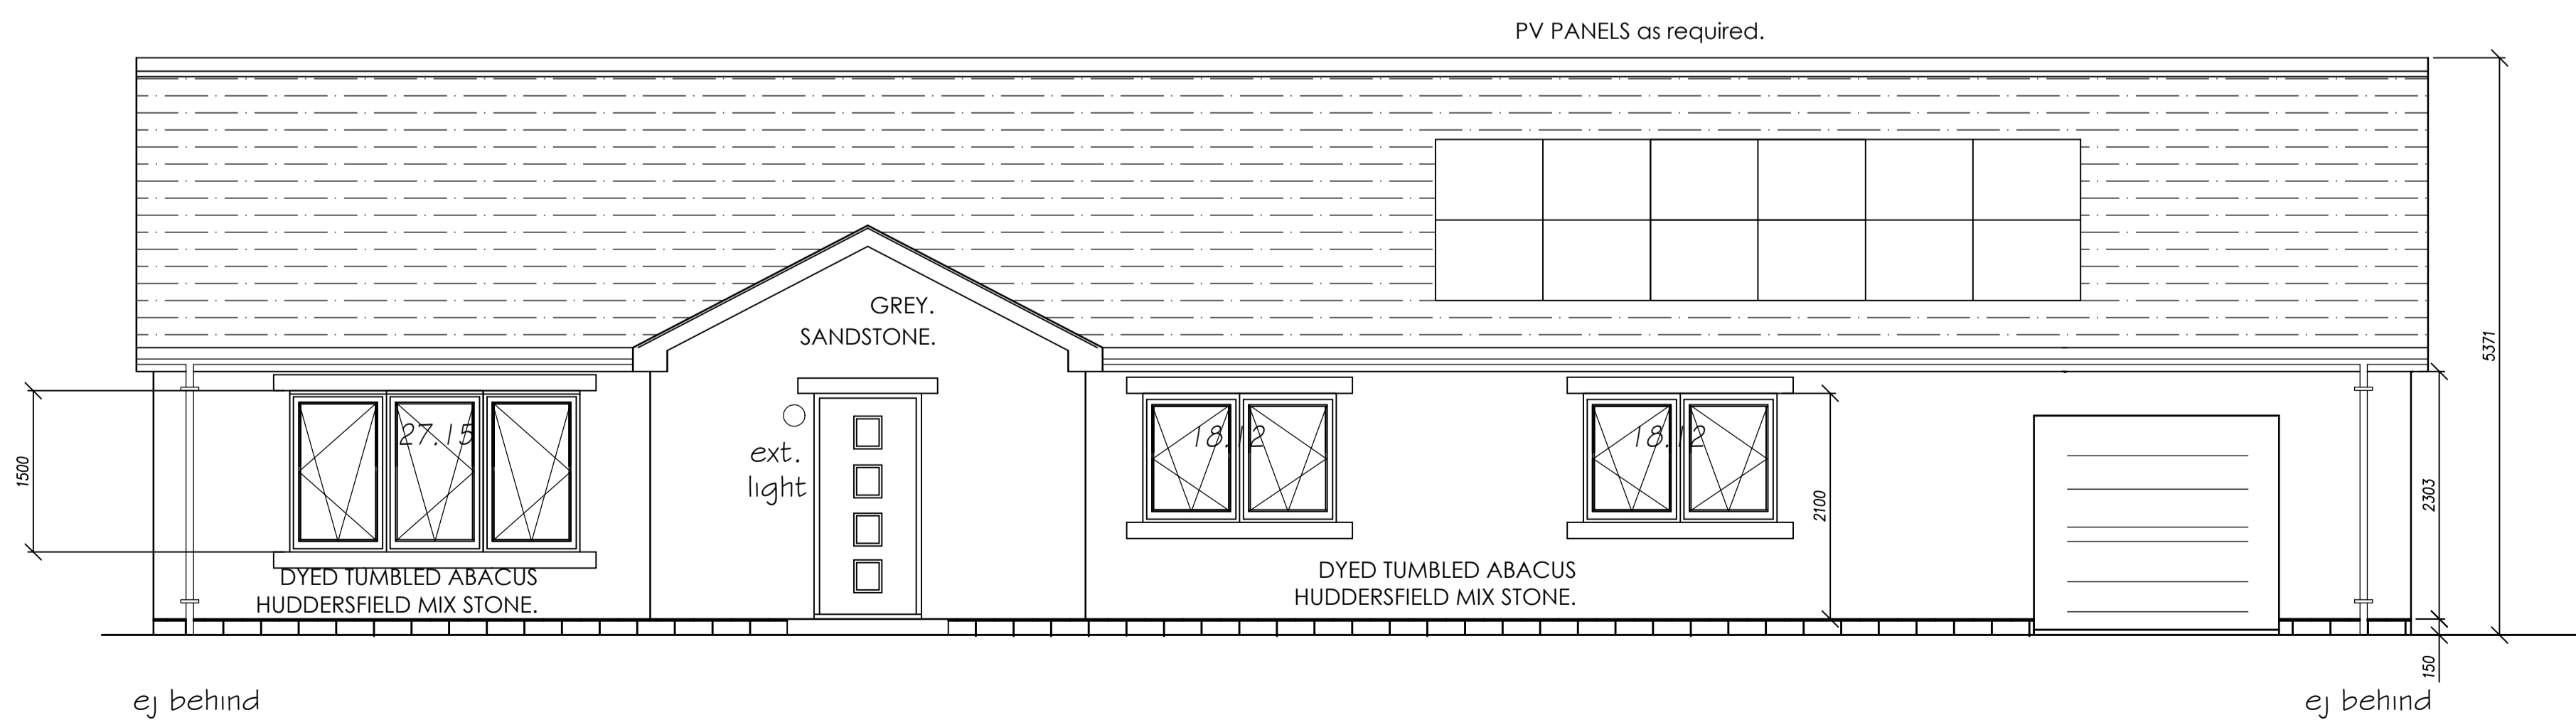 PV PANELS as required.
GREY.
SANDSTONE.
5371
27.15
18.12
18.12
ext.
light
1500
2100
2303
DYED TUMBLED ABACUS
HUDDERSFIELD MIX STONE.
DYED TUMBLED ABACUS
HUDDERSFIELD MIX STONE.
150
ej behind
ej behind